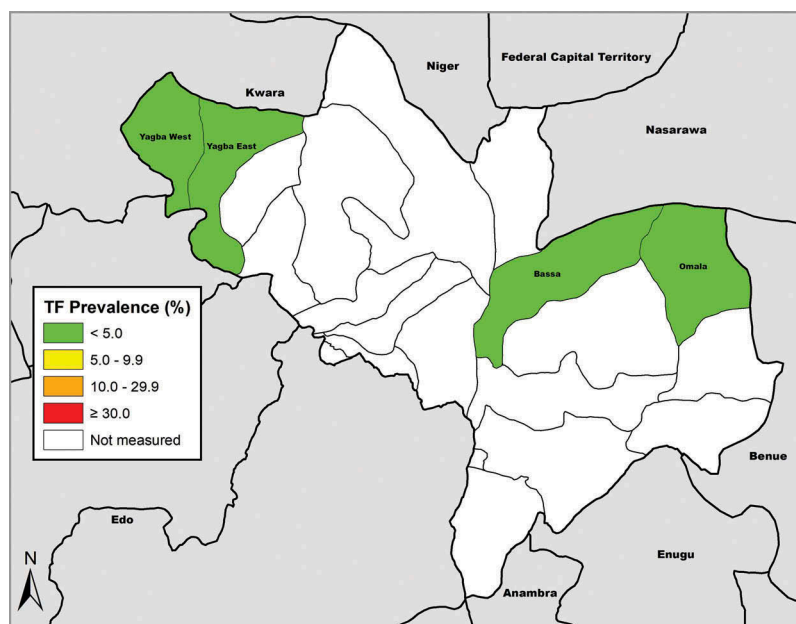 Niger
Federal Capital Territory
Kwara
Nasarawa
Yagba West
Yagba East
Bassa
Omala
TF Prevalence (%)
< 5.0
5.0 - 9.9
10.0 - 29.9
≥ 30.0
Not measured
Benue
Edo
Enugu
Anambra
N